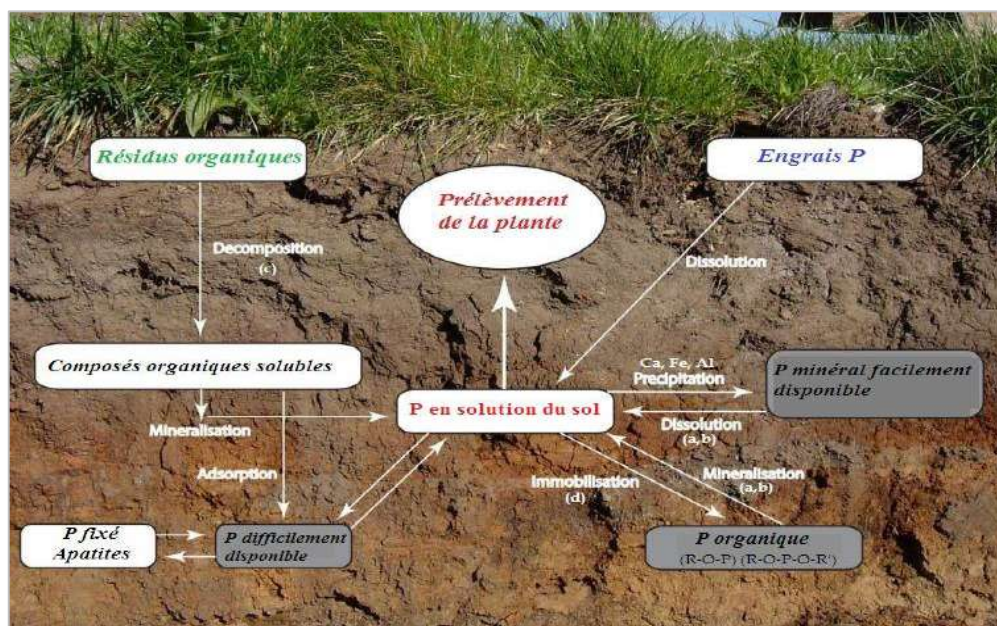 Résidus organiques
Engrais P
Prélèvement
de la plante
Decomposition
(c)
Dissolution
Composés organiques solubles
Ca, Fe, Al
Precipitation
P minéral facilement
disponible
P en solution du sol
Mineralisation
Dissolution
(a,b)
Adsorption
Immobilisation
(d)
Mineralisation
(a,b)
P fixé
Apatites
P difficilement
disponible
P organique
(R-O-P) (R-O-P-O-R')